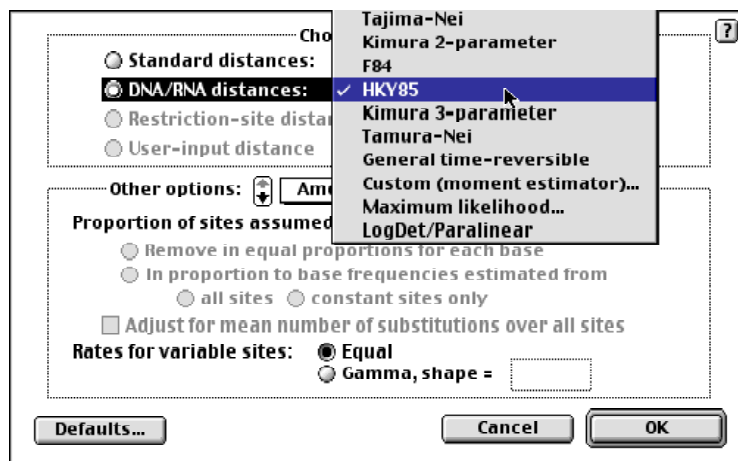 Tajima-Nei
?
Cho
Kimura 2-parameter
Standard distances:
F84
DNA/RNA distances:
✓ HKY85
Kimura 3-parameter
Restriction-site
Tamura-Nei
User-input distance
General time-reversible
Other options:
Custom (moment estimator)...
Proportion of sites assumed
Maximum likelihood...
LogDet/Paralinear
Remove in equal proportions for each base
In proportion to base frequencies estimated from
all sites constant sites only
Adjust for mean number of substitutions over all sites
Rates for variable sites: Equal
Gamma, shape =
Defaults... Cancel OK